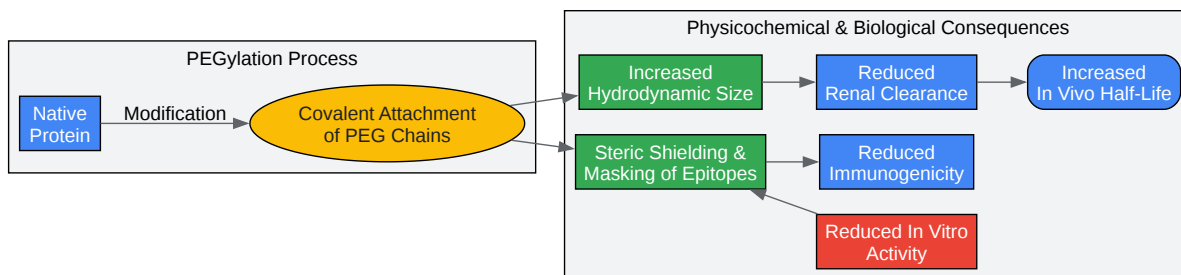 Physicochemical & Biological Consequences
PEGylation Process
Native
Protein
Modification
Covalent Attachment
of PEG Chains
Increased
Hydrodynamic Size
Reduced
Renal Clearance
Increased
In Vivo Half-Life
Steric Shielding &
Masking of Epitopes
Reduced
Immunogenicity
Reduced In Vitro
Activity